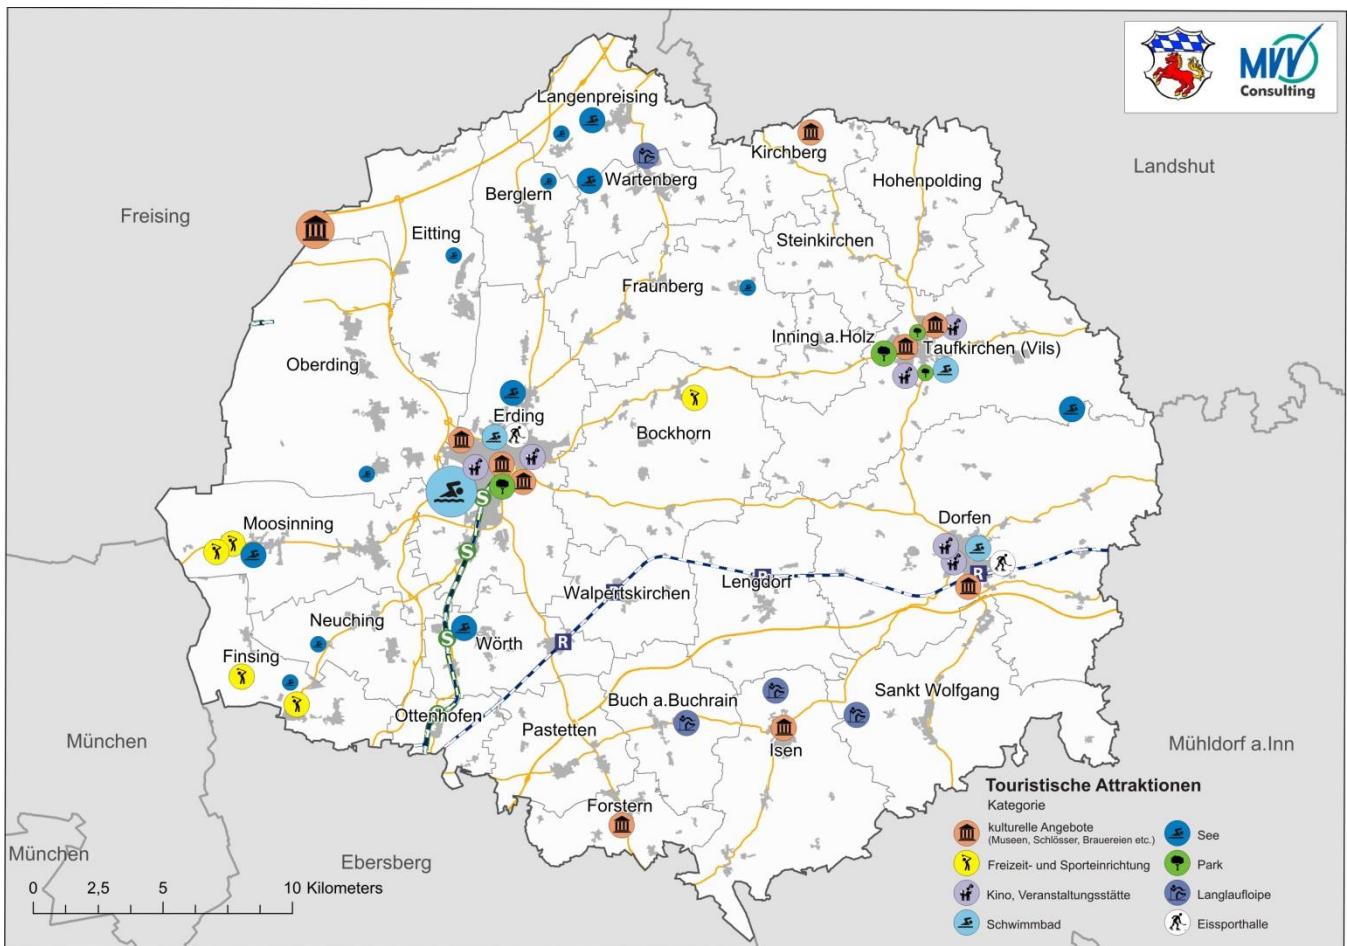 MVV
Consulting
Langenpreising
Kirchberg
Landshut
Wartenberg
Hohenpolding
Berglern
Freising
Eitting
Steinkirchen
Fraunberg
Inning a.Holz
Taufkirchen (Vils)
Oberding
Erding
Bockhorn
S
Moosinning
Dorfen
S
R
Walpertskirchen
R
Lengdorf
R
Neuching
S
Wörth
R
Finsing
Buch a.Buchrain
Sankt Wolfgang
Ottenhofen
Pastetten
Isen
München
Mühldorf a.Inn
Forstern
München
Ebersberg
0 2,5 5 10 Kilometers
Touristische Attraktionen
Kategorie
kulturelle Angebote
(Museen, Schlösser, Brauereien etc.)
See
Freizeit- und Sporteinrichtung
Park
Kino, Veranstaltungsstätte
Langlaufloipe
Schwimmbad
Eissporthalle